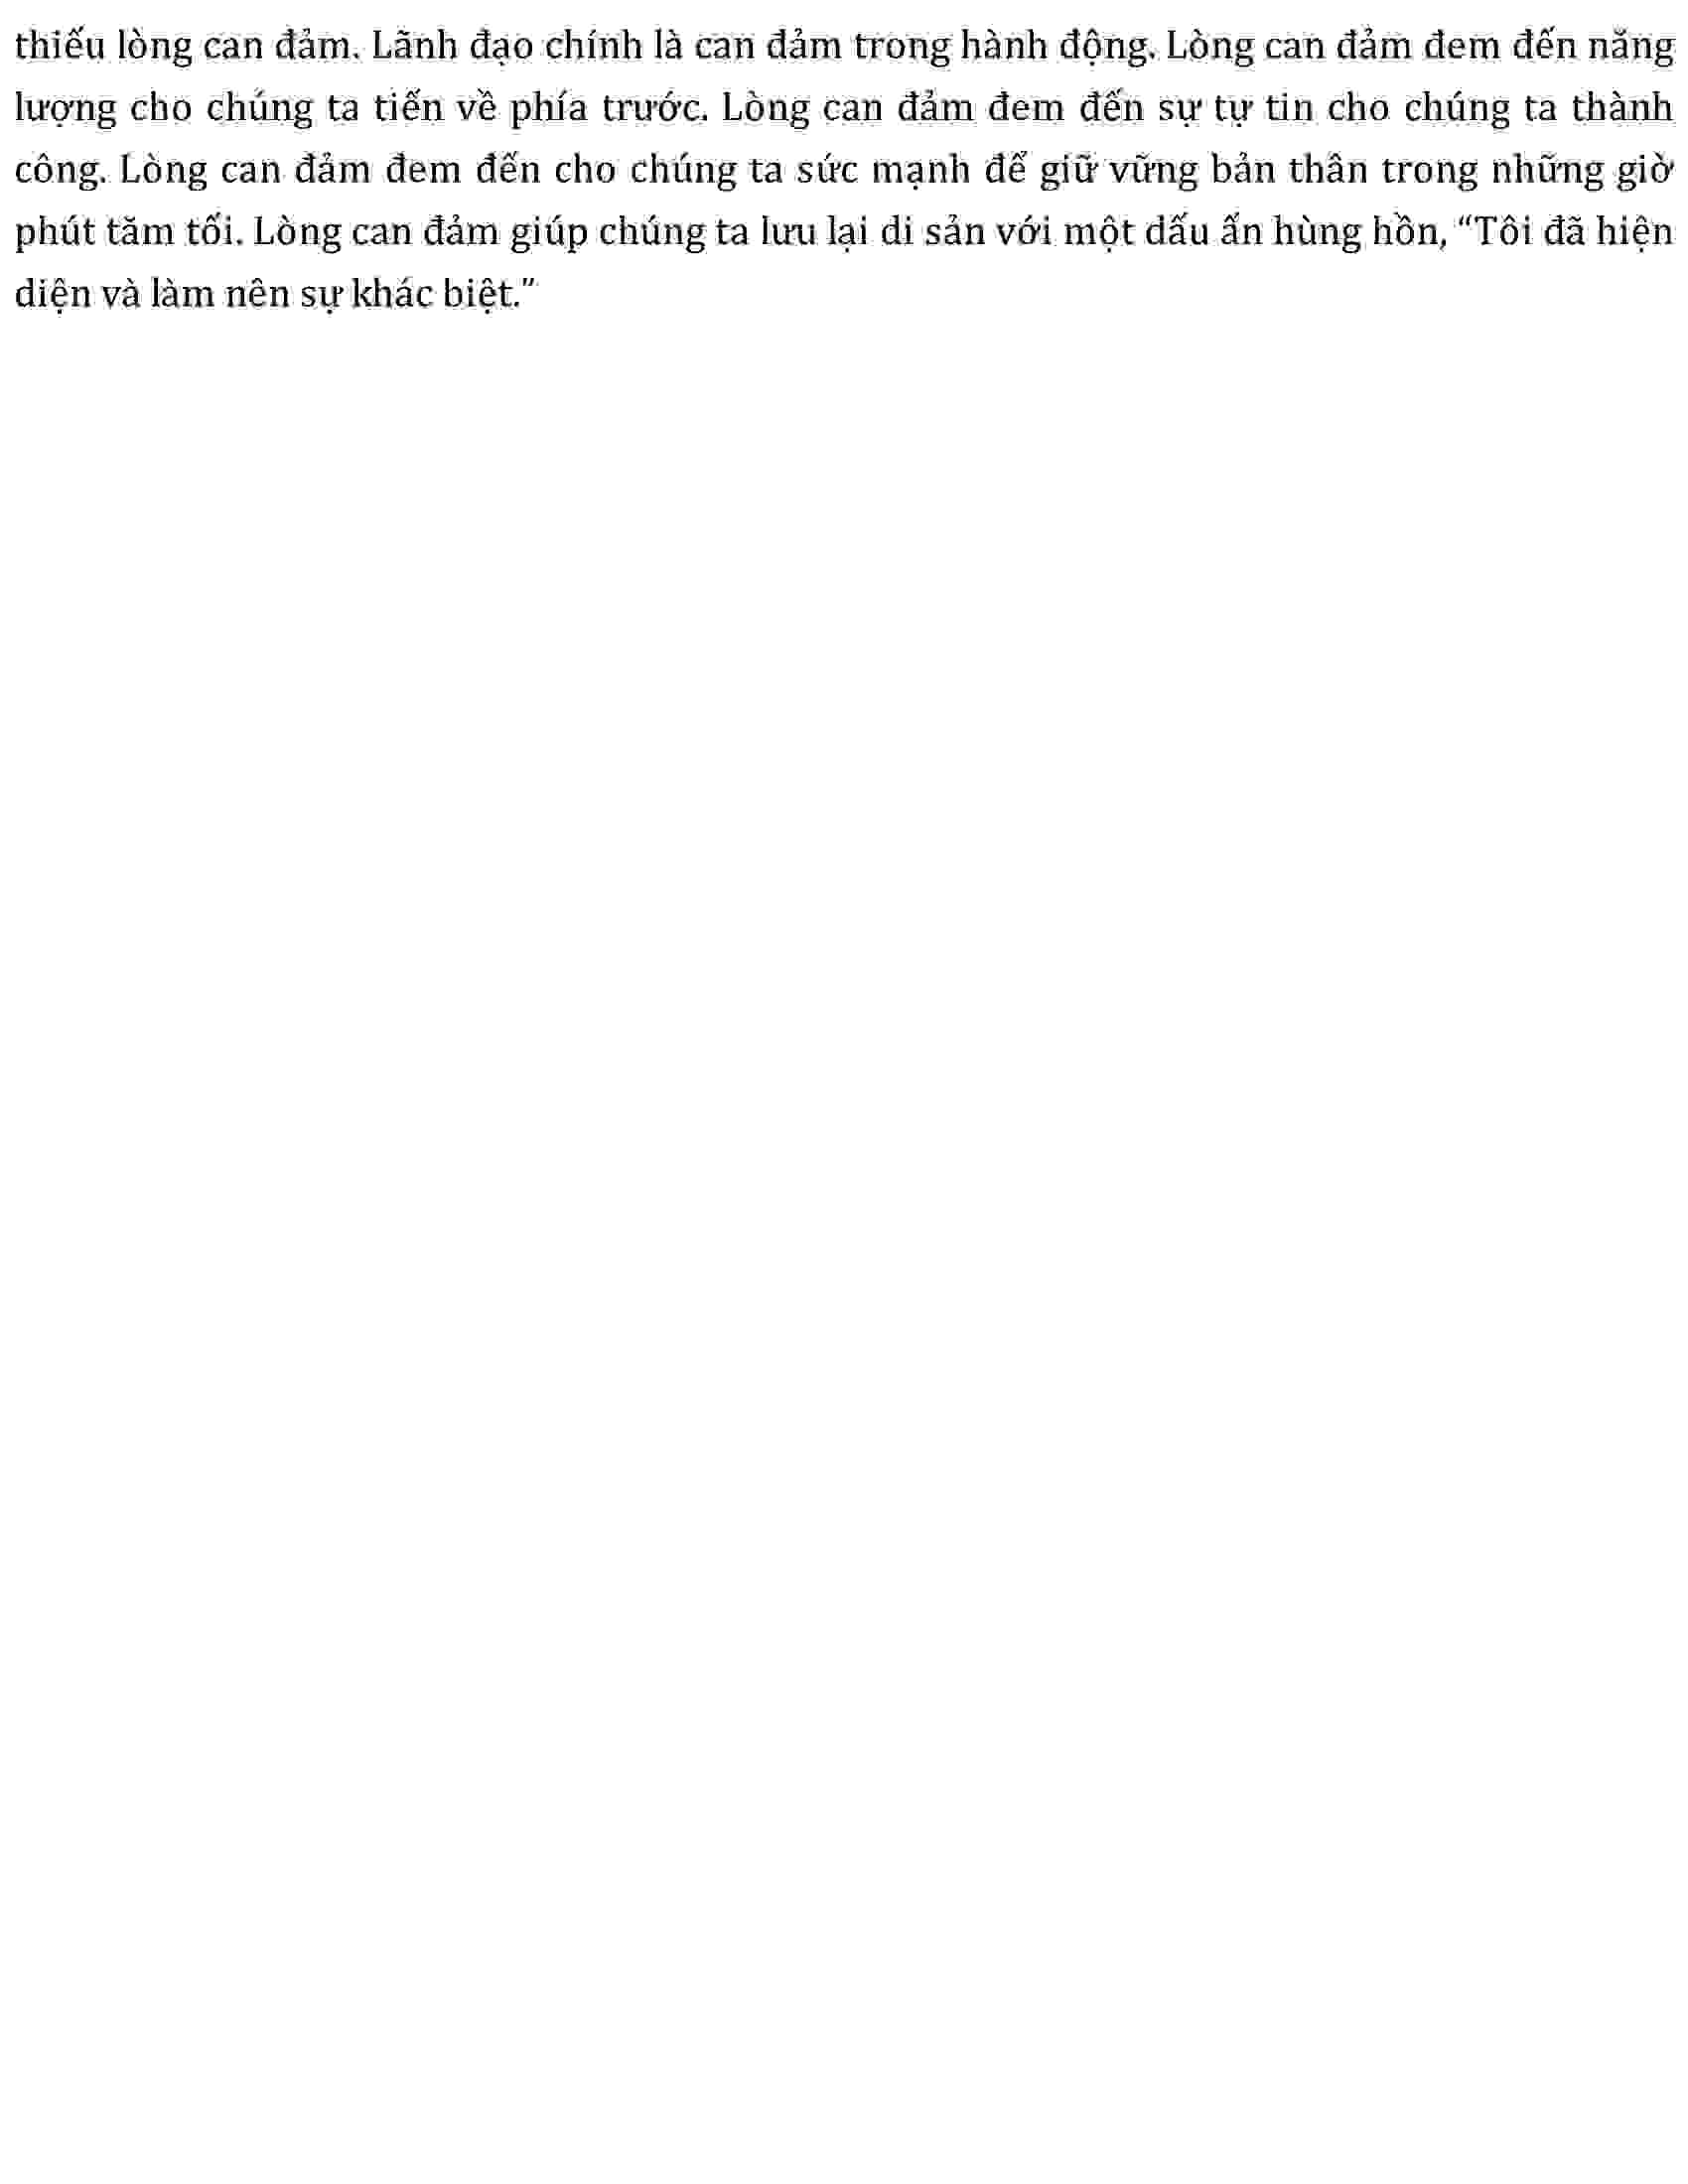 thiếu lòng can đảm. Lãnh đạo chính là can đảm trong hành động. Lòng can đảm đem đến năng
lượng cho chúng ta tiến về phía trước. Lòng can đảm đem đến sự tự tin cho chúng ta thành
công. Lòng can đảm đem đến cho chúng ta sức mạnh để giữ vững bản thân trong những giờ
phút tăm tối. Lòng can đảm giúp chúng ta lưu lại di sản với một dấu ấn hùng hồn, “Tôi đã hiện
diện và làm nên sự khác biệt.”